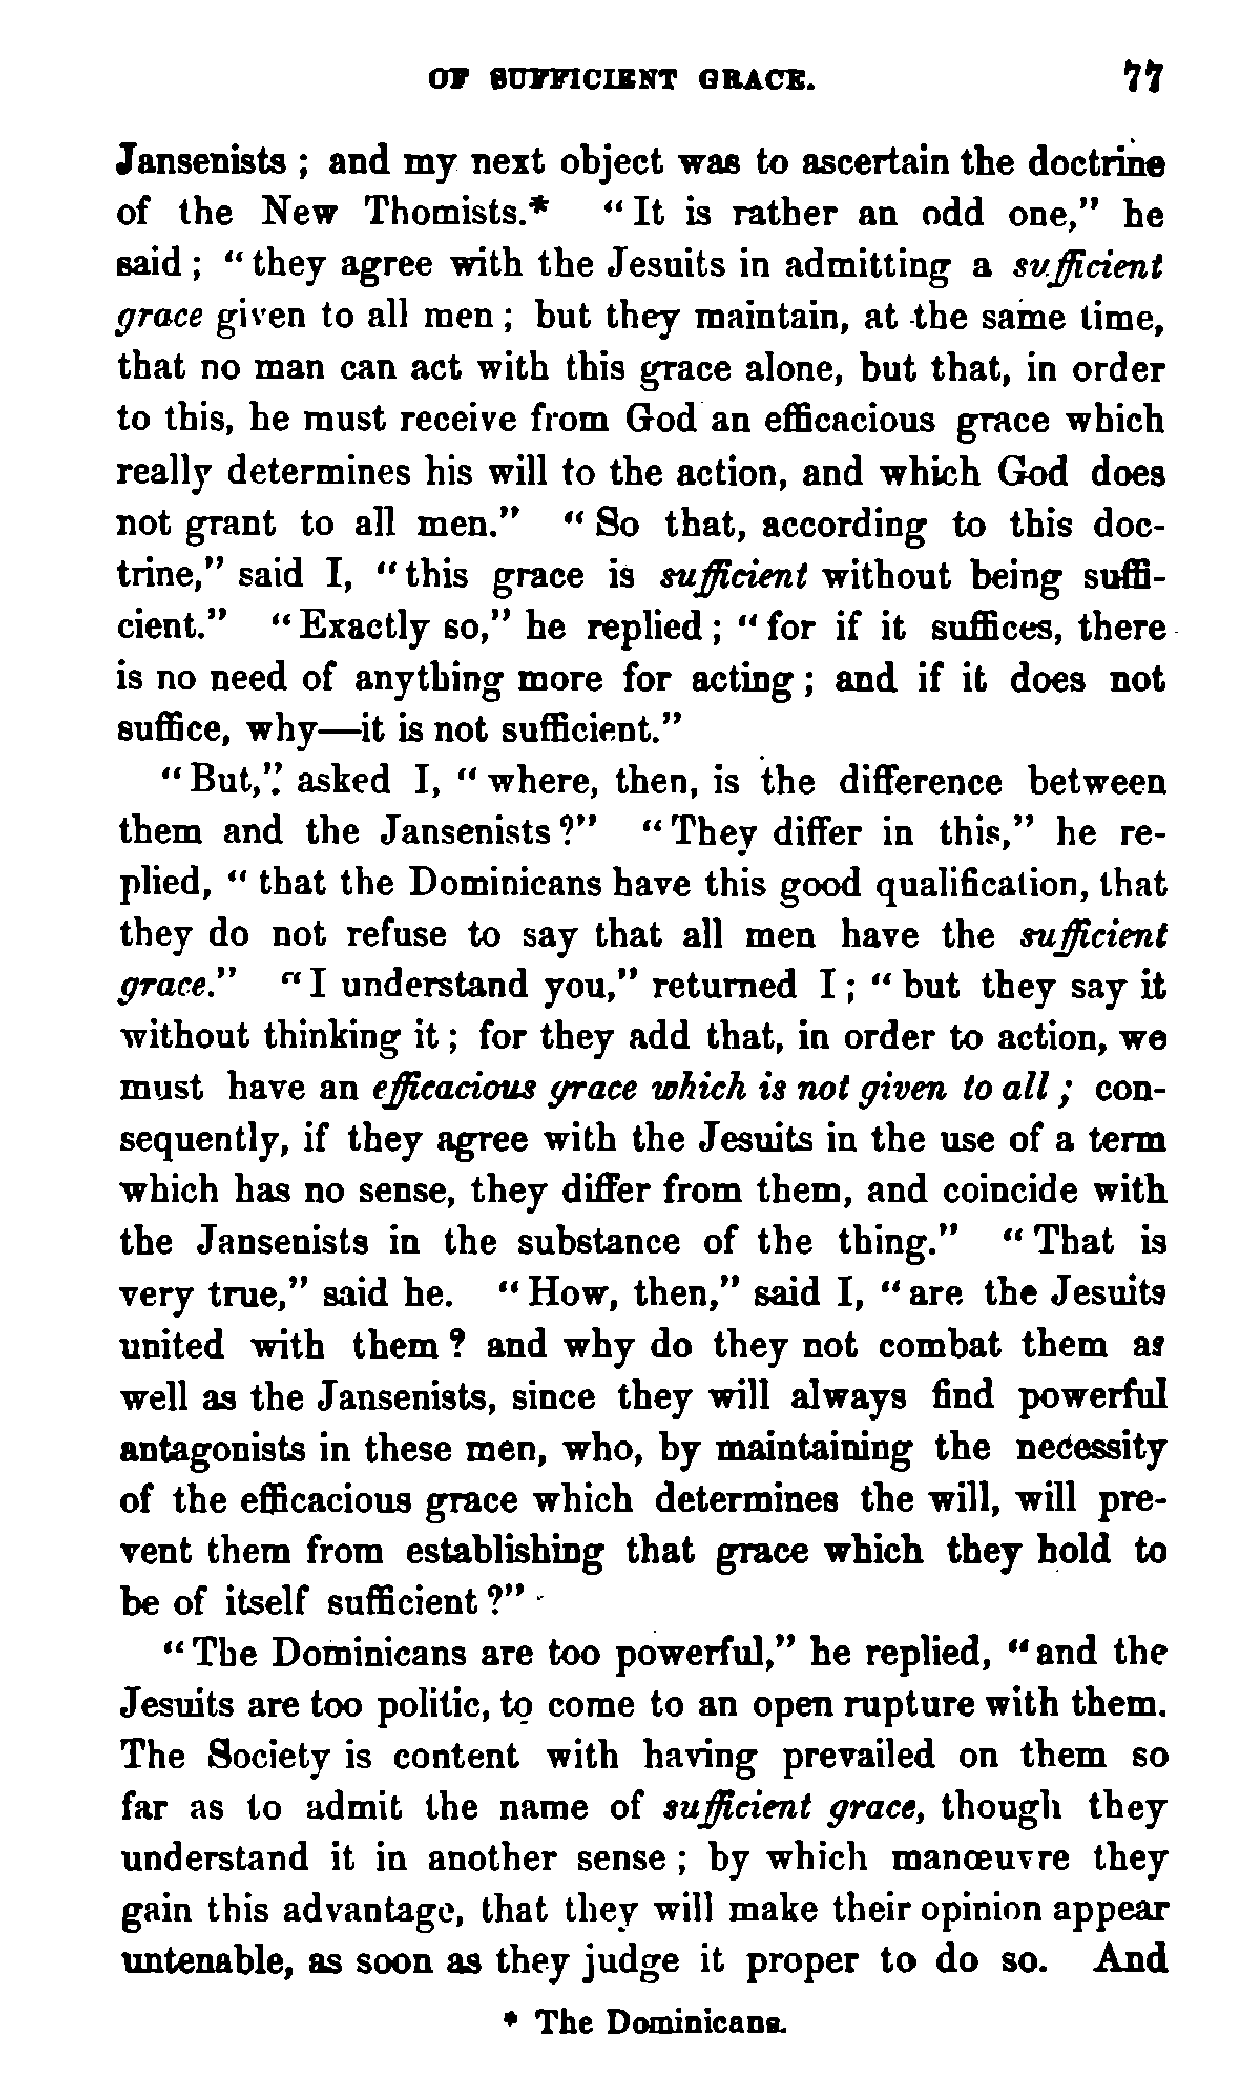 OF SUFFICIENT GRACE. 77
Jansenists ; and my next object was to ascertain the doctrine
of the New Thomists.* "It is rather an odd one," he
said ; "they agree with the Jesuits in admitting a sufficient
grace given to all men ; but they maintain, at the same time,
that no man can act with this grace alone, but that, in order
to this, he must receive from God an efficacious grace which
really determines his will to the action, and which God does
not grant to all men." "So that, according to this doc-
trine," said I, "this grace is sufficient without being suffi-
cient." "Exactly so," he replied ; "for if it suffices, there
is no need of anything more for acting ; and if it does not
suffice, why—it is not sufficient."
"But," asked I, "where, then, is the difference between
them and the Jansenists ?" "They differ in this," he re-
plied, "that the Dominicans have this good qualification, that
they do not refuse to say that all men have the sufficient
grace." "I understand you," returned I ; "but they say it
without thinking it ; for they add that, in order to action, we
must have an efficacious grace which is not given to all ; con-
sequently, if they agree with the Jesuits in the use of a term
which has no sense, they differ from them, and coincide with
the Jansenists in the substance of the thing." "That is
very true," said he. "How, then," said I, "are the Jesuits
united with them ? and why do they not combat them as
well as the Jansenists, since they will always find powerful
antagonists in these men, who, by maintaining the necessity
of the efficacious grace which determines the will, will pre-
vent them from establishing that grace which they hold to
be of itself sufficient ?"
"The Dominicans are too powerful," he replied, "and the
Jesuits are too politic, to come to an open rupture with them.
The Society is content with having prevailed on them so
far as to admit the name of sufficient grace, though they
understand it in another sense ; by which manœuvre they
gain this advantage, that they will make their opinion appear
untenable, as soon as they judge it proper to do so. And
* The Dominicans.